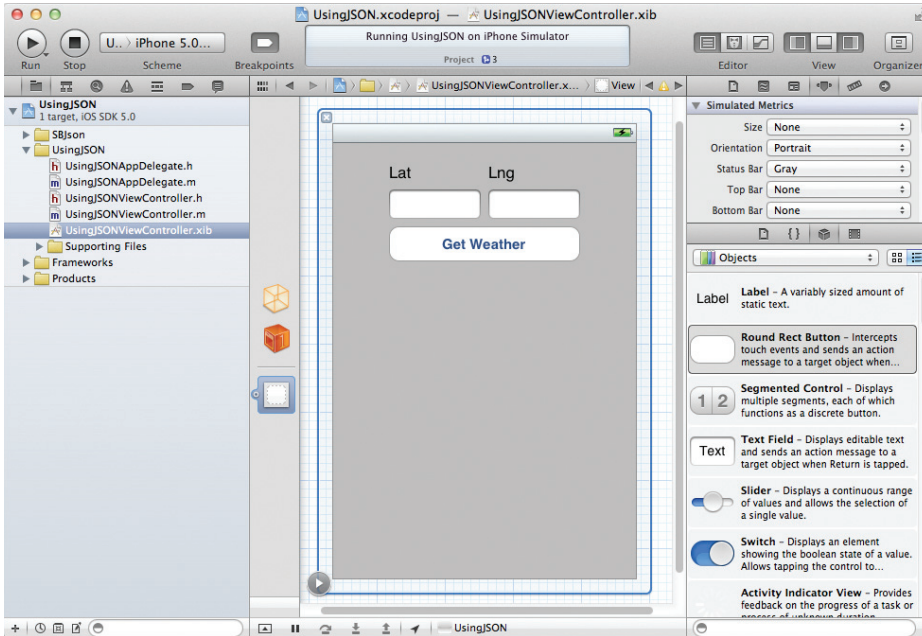 UsingJSON.xcodeproj — UsingJSONViewController.xib
U.. iPhone 5.0...
Running UsingJSON on iPhone Simulator
Project 3
Run Stop Scheme Breakpoints Editor View Organizer
UsingJSONViewController.x... View
UsingJSON
1 target, iOS SDK 5.0
SBJson
UsingJSON
h UsingJSONAppDelegate.h
m UsingJSONAppDelegate.m
h UsingJSONViewController.h
m UsingJSONViewController.m
UsingJSONViewController.xib
Supporting Files
Frameworks
Products
Lat Lng
Get Weather
Simulated Metrics
Size None
Orientation Portrait
Status Bar Gray
Top Bar None
Bottom Bar None
{}
Objects
Label
Label – A variably sized amount of
static text.
Round Rect Button – Intercepts
touch events and sends an action
message to a target object when...
1 2
Segmented Control – Displays
multiple segments, each of which
functions as a discrete button.
Text
Text Field – Displays editable text
and sends an action message to a
target object when Return is tapped.
Slider – Displays a continuous range
of values and allows the selection of
a single value.
Switch – Displays an element
showing the boolean state of a value.
Allows tapping the control to...
Activity Indicator View – Provides
feedback on the progress of a task or
process of unknown duration.
UsingJSON